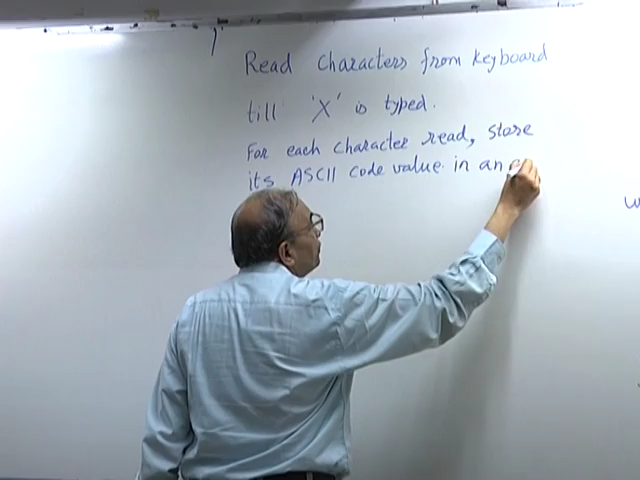 Read characters from keyboard
till 'X' is typed.
For each character read, store
its ASCII code value in an